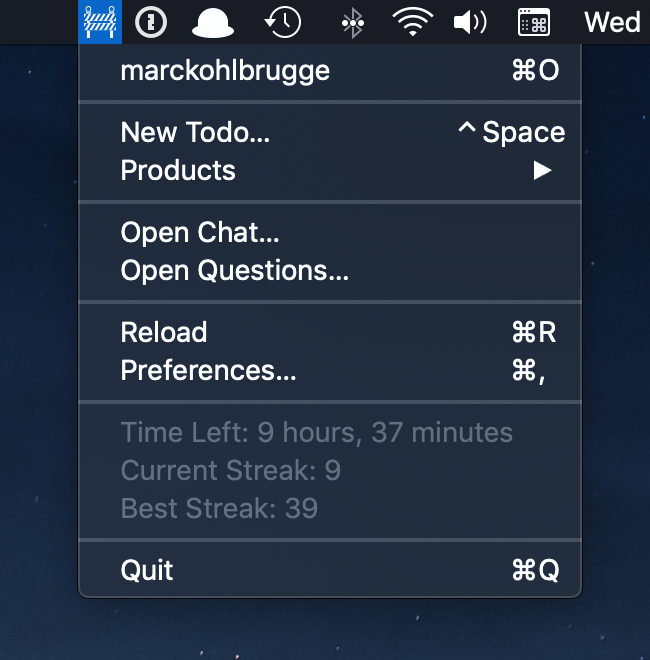 Wed
marckohlbrugge ⌘O
New Todo... ^ Space
Products ▶
Open Chat...
Open Questions...
Reload ⌘R
Preferences... ⌘,
Time Left: 9 hours, 37 minutes
Current Streak: 9
Best Streak: 39
Quit ⌘Q